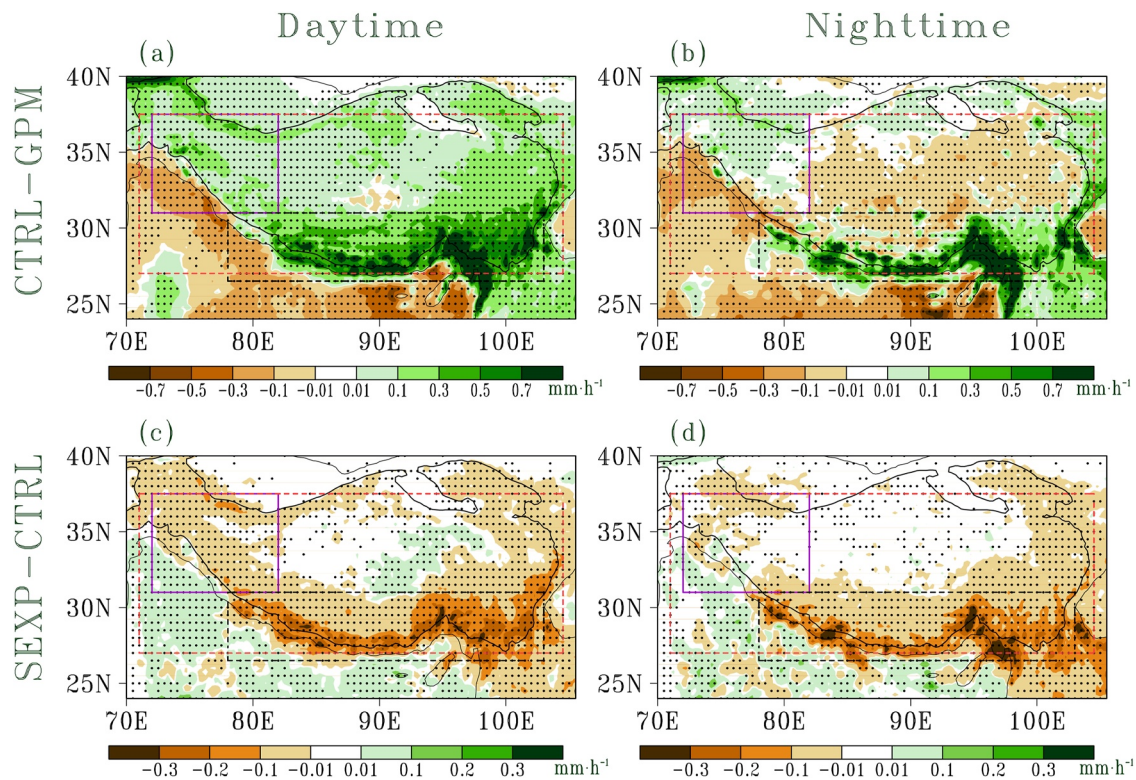 Daytime Nighttime
(a) (b)
CTRL-GPM
40N 40N
35N 35N
30N 30N
25N 25N
70E 80E 90E 100E 70E 80E 90E 100E
-0.7 -0.5 -0.3 -0.1 -0.01 0.01 0.1 0.3 0.5 0.7 mm·h⁻¹ -0.7 -0.5 -0.3 -0.1 -0.01 0.01 0.1 0.3 0.5 0.7 mm·h⁻¹
(c) (d)
SEXP-CTRL
40N 40N
35N 35N
30N 30N
25N 25N
70E 80E 90E 100E 70E 80E 90E 100E
-0.3 -0.2 -0.1 -0.01 0.01 0.1 0.2 0.3 mm·h⁻¹ -0.3 -0.2 -0.1 -0.01 0.01 0.1 0.2 0.3 mm·h⁻¹